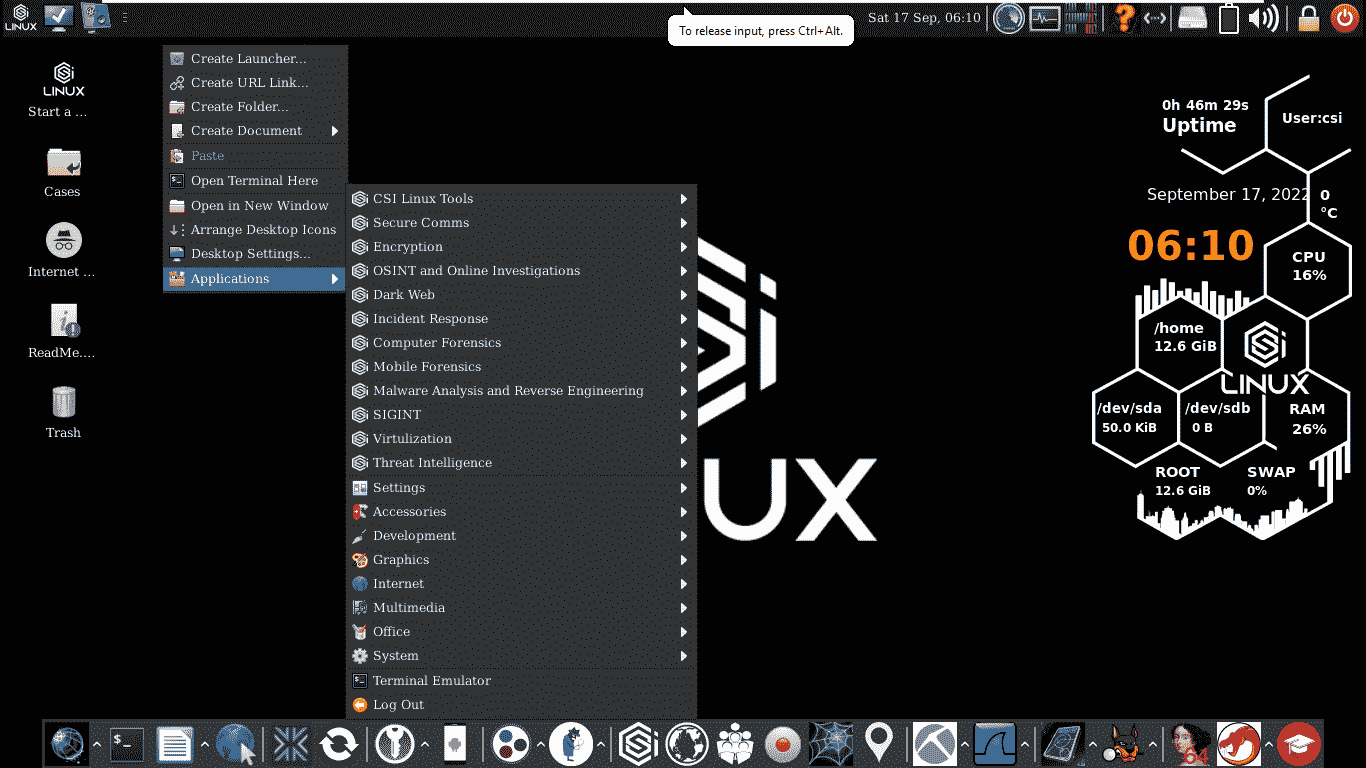 LINUX
Sat 17 Sep, 06:10
To release input, press Ctrl+Alt.
LINUX
Start a ...
Cases
Internet ...
ReadMe....
Trash
Create Launcher...
Create URL Link...
Create Folder...
Create Document
Paste
Open Terminal Here
Open in New Window
Arrange Desktop Icons
Desktop Settings...
Applications
CSI Linux Tools
Secure Comms
Encryption
OSINT and Online Investigations
Dark Web
Incident Response
Computer Forensics
Mobile Forensics
Malware Analysis and Reverse Engineering
SIGINT
Virtulization
Threat Intelligence
Settings
Accessories
Development
Graphics
Internet
Multimedia
Office
System
Terminal Emulator
Log Out
UX
0h 46m 29s
Uptime
User:csi
September 17, 2022
0
°C
06:10
CPU
16%
/home
12.6 GiB
LINUX
/dev/sda
50.0 KiB
/dev/sdb
0 B
RAM
26%
ROOT
12.6 GiB
SWAP
0%
64